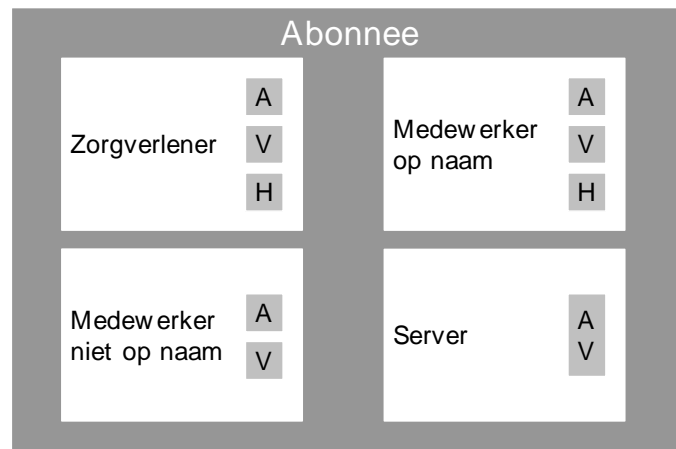 Abonnee
Zorgverlener
A
V
H
Medewerker
op naam
A
V
H
Medewerker
niet op naam
A
V
Server
A
V